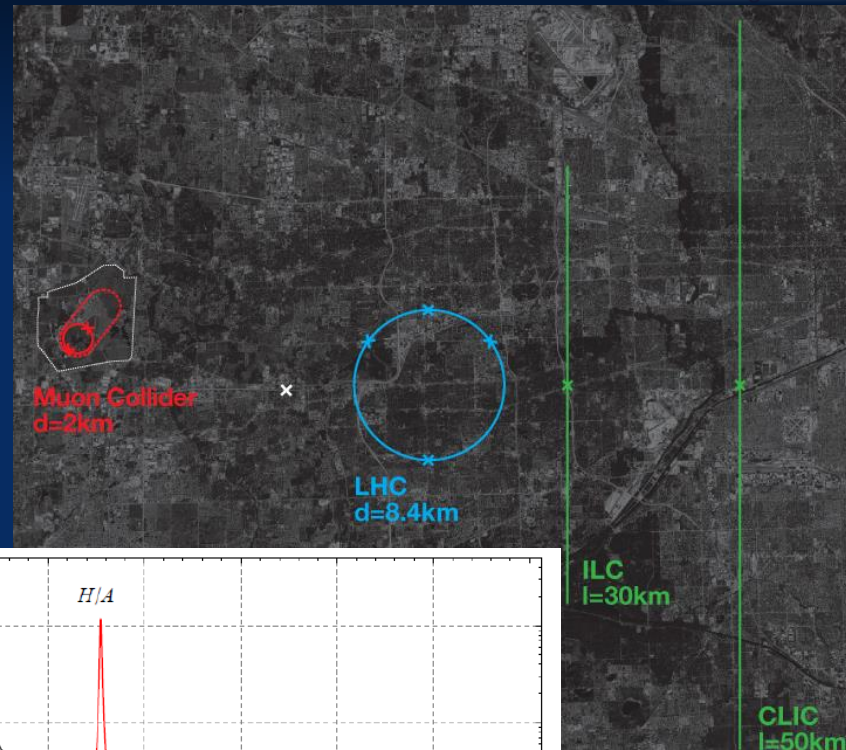 Muon Collider
d=2km
LHC
d=8.4km
ILC
l=30km
H/A
CLIC
l=50km